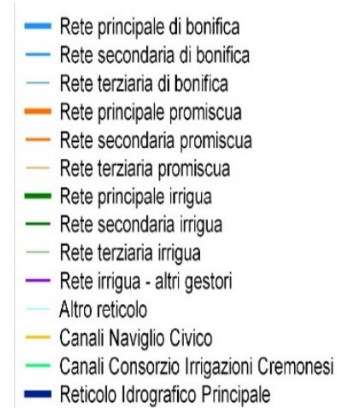 Rete principale di bonifica
Rete secondaria di bonifica
Rete terziaria di bonifica
Rete principale promiscua
Rete secondaria promiscua
Rete terziaria promiscua
Rete principale irrigua
Rete secondaria irrigua
Rete terziaria irrigua
Rete irrigua - altri gestori
Altro reticolo
Canali Naviglio Civico
Canali Consorzio Irrigazioni Cremonesi
Reticolo Idrografico Principale